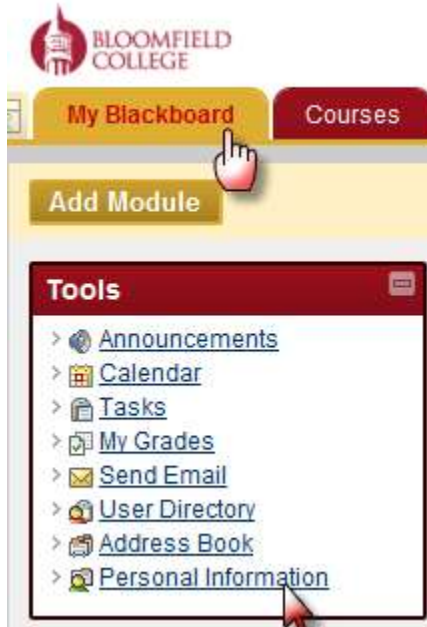 BLOOMFIELD
COLLEGE
My Blackboard Courses
Add Module
Tools
Announcements
Calendar
Tasks
My Grades
Send Email
User Directory
Address Book
Personal Information